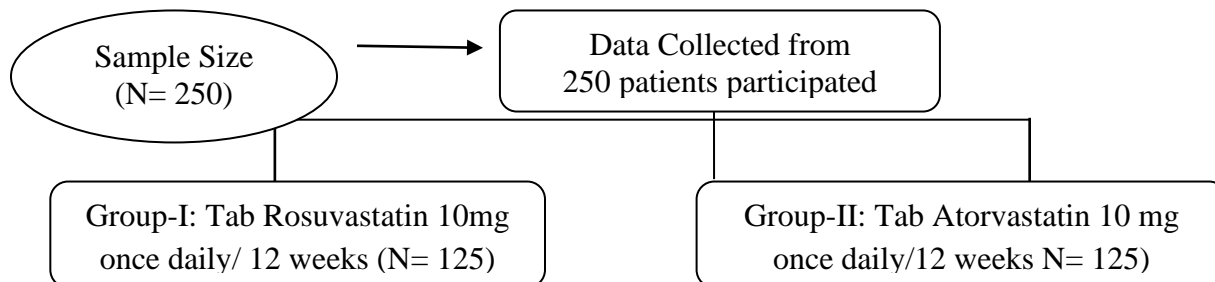 Sample Size
(N= 250)
Data Collected from
250 patients participated
Group-I: Tab Rosuvastatin 10mg
once daily/ 12 weeks (N= 125)
Group-II: Tab Atorvastatin 10 mg
once daily/12 weeks N= 125)